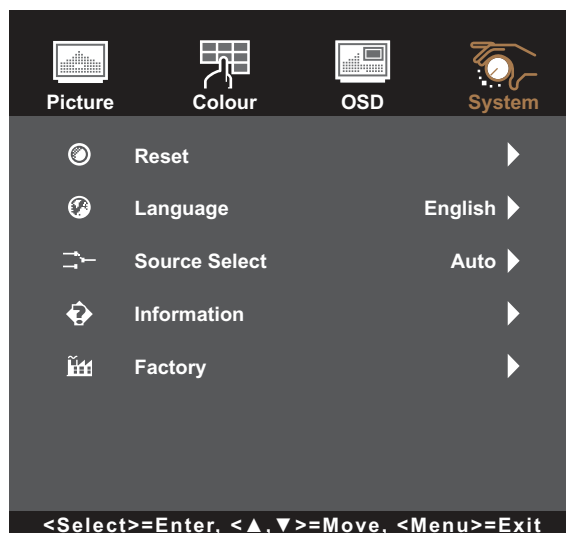 Picture Colour OSD System
Reset
Language English
Source Select Auto
Information
Factory
<Select>=Enter, <▲,▼>=Move, <Menu>=Exit